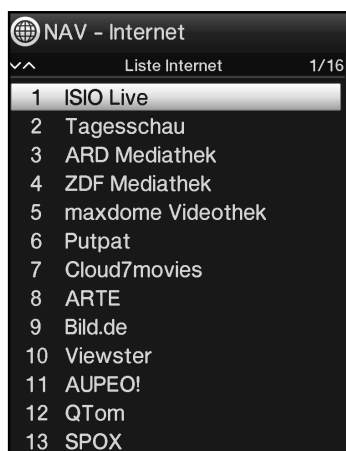 NAV - Internet
Liste Internet 1/16
1 ISIO Live
2 Tagesschau
3 ARD Mediathek
4 ZDF Mediathek
5 maxdome Videothek
6 Putpat
7 Cloud7movies
8 ARTE
9 Bild.de
10 Viewster
11 AUPEO!
12 QTom
13 SPOX